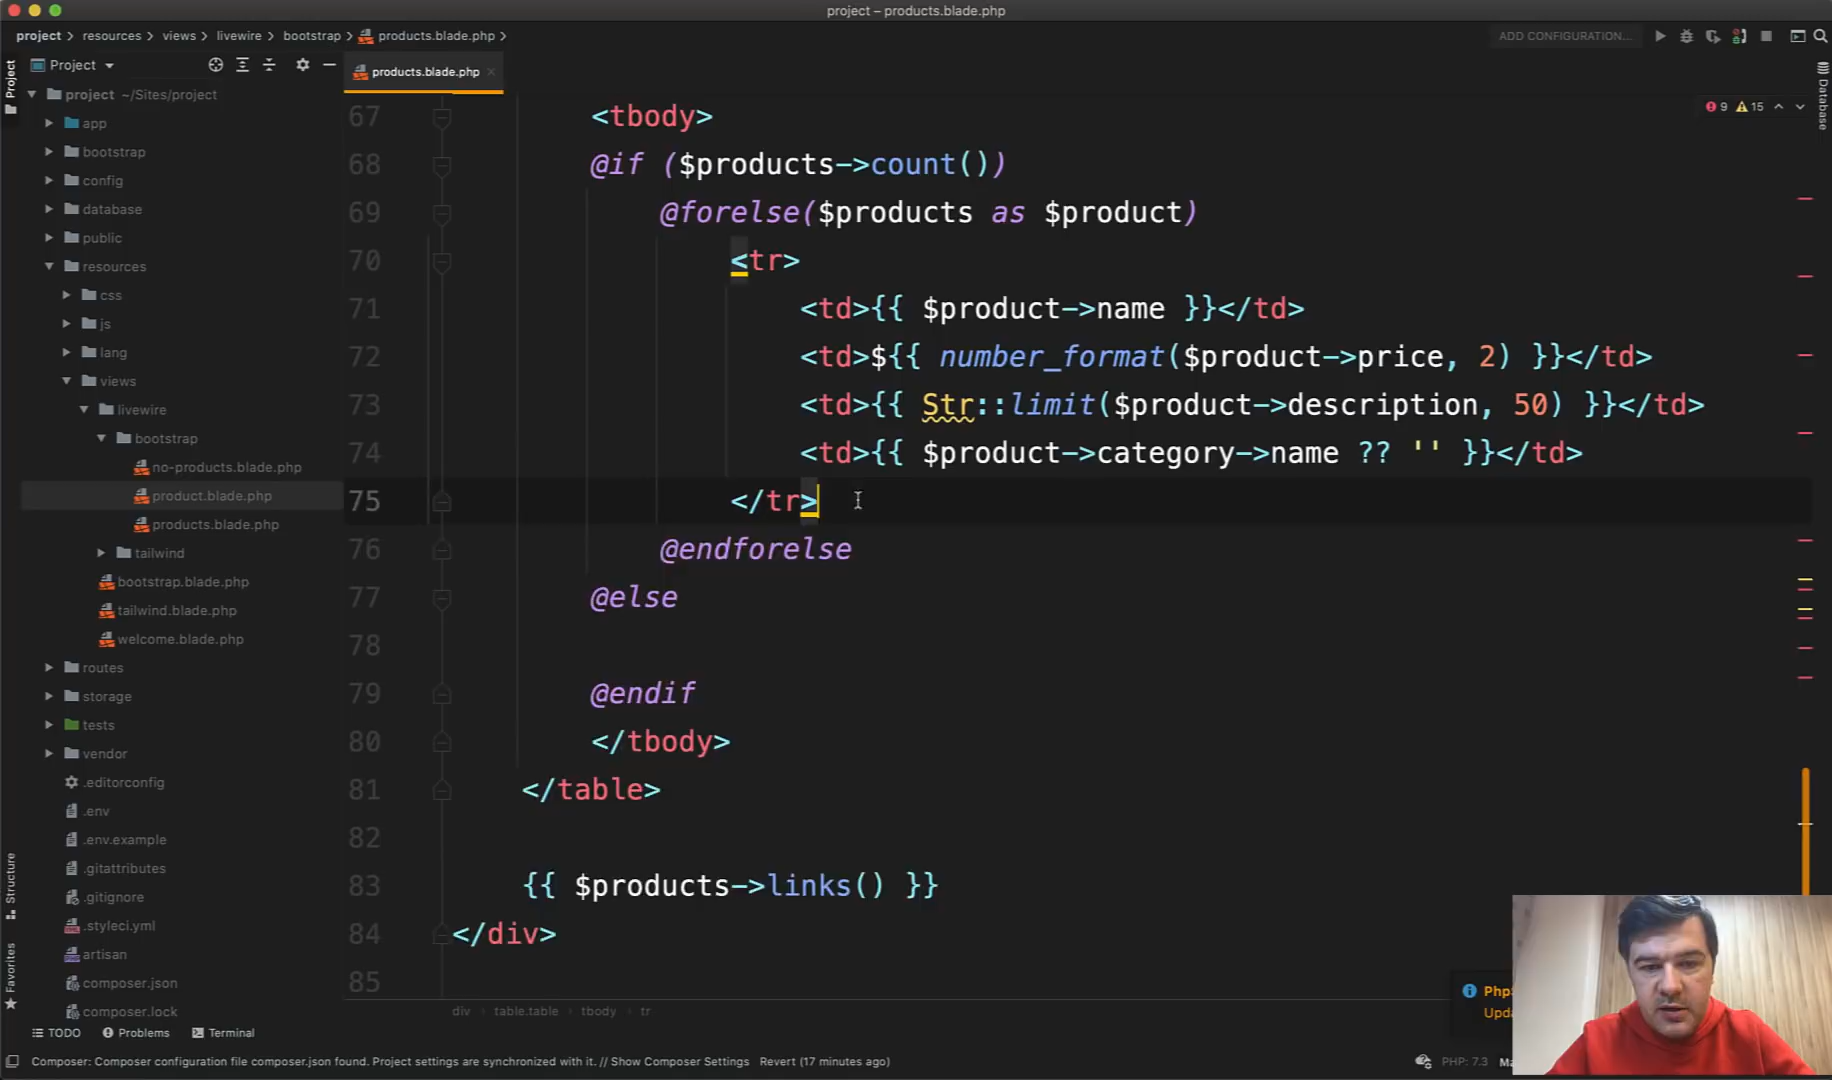 project – products.blade.php
project > resources > views > livewire > bootstrap > products.blade.php >
ADD CONFIGURATION...
Project
products.blade.php
Project
Database
9 15
project ~/Sites/project
app
bootstrap
config
database
public
resources
css
js
lang
views
livewire
bootstrap
no-products.blade.php
product.blade.php
products.blade.php
tailwind
bootstrap.blade.php
tailwind.blade.php
welcome.blade.php
routes
storage
tests
vendor
.editorconfig
.env
.env.example
.gitattributes
.gitignore
.styleci.yml
artisan
composer.json
composer.lock
67 <tbody>
68 @if ($products->count())
69 @forelse($products as $product)
70 <tr>
71 <td>{{ $product->name }}</td>
72 <td>${{ number_format($product->price, 2) }}</td>
73 <td>{{ Str::limit($product->description, 50) }}</td>
74 <td>{{ $product->category->name ?? '' }}</td>
75 </tr>
76 @endforelse
77 @else
78
79 @endif
80 </tbody>
81 </table>
82
83 {{ $products->links() }}
84 </div>
85
Structure
Favorites
div > table.table > tbody > tr
TODO Problems Terminal
Composer: Composer configuration file composer.json found. Project settings are synchronized with it. // Show Composer Settings Revert (17 minutes ago)
PHP: 7.3